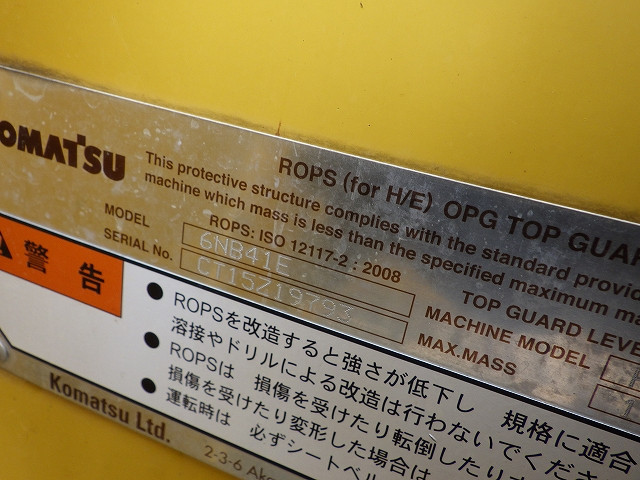 KOMATSU
ROPS (for H/E) OPG TOP GUAR
This protective structure complies with the standard provid
machine which mass is less than the specified maximum ma
ROPS: ISO 12117-2 : 2008
MODEL 6NB41E
SERIAL No. CT15Z19793
TOP GUARD LEVE
MACHINE MODEL
MAX.MASS
警告
● ROPSを改造すると強さが低下し 規格に適合
溶接やドリルによる改造は行わないでくださ
● ROPSは 損傷を受けたり転倒したり
損傷を受けたり変形した場合は
● 運転時は 必ずシートベル
Komatsu Ltd.
2-3-6 Aka